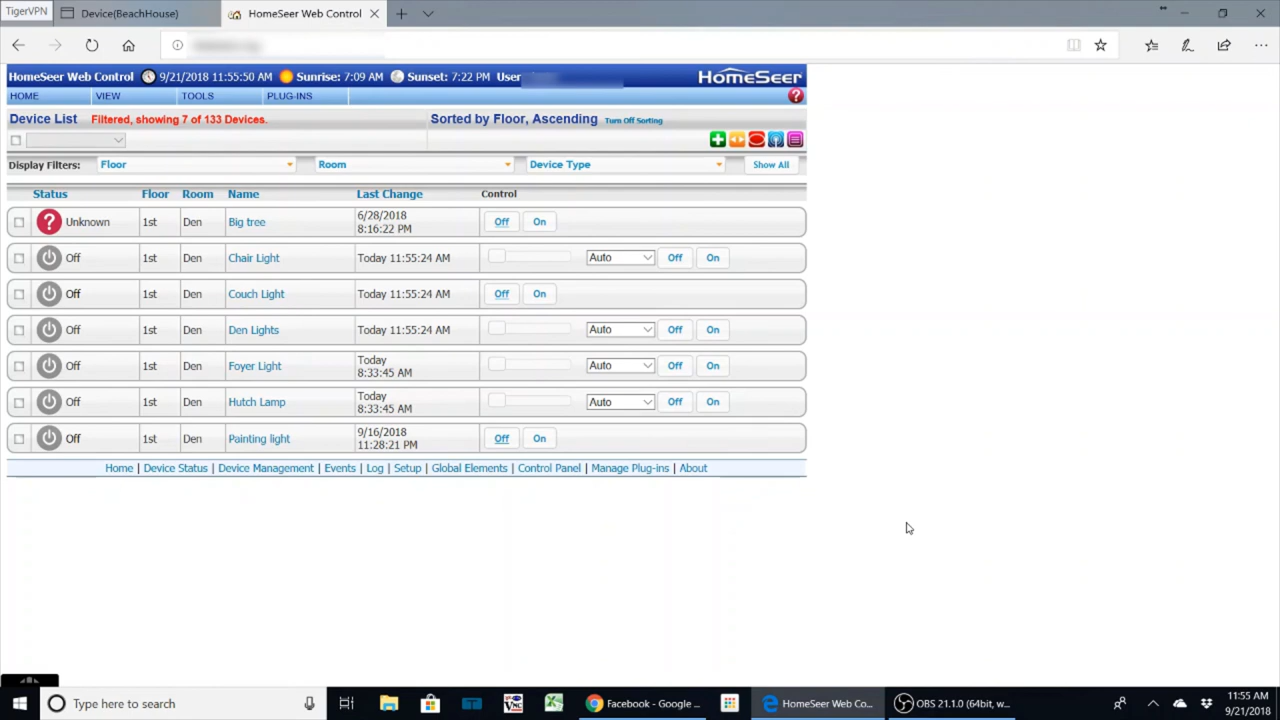 TigerVPN
Device(BeachHouse)
HomeSeer Web Control
HomeSeer Web Control 9/21/2018 11:55:50 AM Sunrise: 7:09 AM Sunset: 7:22 PM User HomeSeer
HOME VIEW TOOLS PLUG-INS ?
Device List Filtered, showing 7 of 133 Devices. Sorted by Floor, Ascending Turn Off Sorting
Display Filters: Floor Room Device Type Show All
Status Floor Room Name Last Change Control
? Unknown 1st Den Big tree 6/28/2018 8:16:22 PM Off On
Off 1st Den Chair Light Today 11:55:24 AM Auto Off On
Off 1st Den Couch Light Today 11:55:24 AM Off On
Off 1st Den Den Lights Today 11:55:24 AM Auto Off On
Off 1st Den Foyer Light Today 8:33:45 AM Auto Off On
Off 1st Den Hutch Lamp Today 8:33:45 AM Auto Off On
Off 1st Den Painting light 9/16/2018 11:28:21 PM Off On
Home | Device Status | Device Management | Events | Log | Setup | Global Elements | Control Panel | Manage Plug-ins | About
Type here to search
VNC
Facebook - Google ...
HomeSeer Web Co...
OBS 21.1.0 (64bit, w...
11:55 AM
9/21/2018